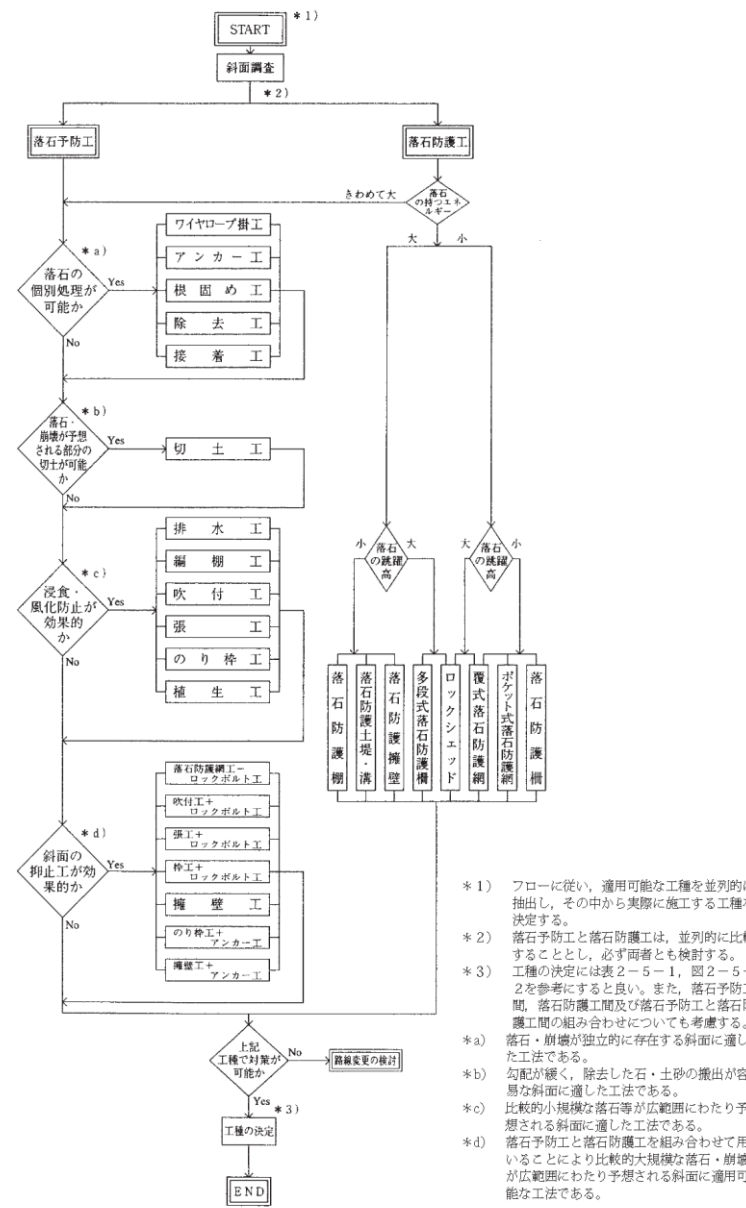 START
*1)
斜面調査
*2)
落石予防工
落石防護工
落石
の持つエネ
ルギー
きわめて大
大
小
*a)
落石の
個別処理が
可能か
Yes
No
ワイヤロープ掛工
アンカー工
根固め工
除去工
接着工
*b)
落石・
崩壊が予想
される部分の
切土が可能
か
Yes
No
切土工
*c)
浸食・
風化防止が
効果的
か
Yes
No
排水工
編柵工
吹付工
張工
のり枠工
植生工
小
落石
の跳躍
高
大
大
落石
の跳躍
高
小
落石防護棚
落石防護土堤・溝
落石防護擁壁
多段式落石防護柵
ロックシェッド
覆式落石防護網
ポケット式落石防護網
落石防護柵
*d)
斜面の
抑止工が効
果的か
Yes
No
落石防護網工−
ロックボルト工
吹付工+
ロックボルト工
張工+
ロックボルト工
枠工+
ロックボルト工
擁壁工
のり枠工+
アンカー工
擁壁工+
アンカー工
上記
工種で対策が
可能か
No
路線変更の検討
Yes
*3)
工種の決定
END
*1) フローに従い,適用可能な工種を並列的に
抽出し,その中から実際に施工する工種を
決定する。
*2) 落石予防工と落石防護工は,並列的に比較
することとし,必ず両者とも検討する。
*3) 工種の決定には表2−5−1,図2−5−
2を参考にすると良い。また,落石予防工
間,落石防護工間及び落石予防工と落石防
護工間の組み合わせについても考慮する。
*a) 落石・崩壊が独立的に存在する斜面に適し
た工法である。
*b) 勾配が緩く,除去した石・土砂の搬出が容
易な斜面に適した工法である。
*c) 比較的小規模な落石等が広範囲にわたり予
想される斜面に適した工法である。
*d) 落石予防工と落石防護工を組み合わせて用
いることにより比較的大規模な落石・崩壊
が広範囲にわたり予想される斜面に適用可
能な工法である。